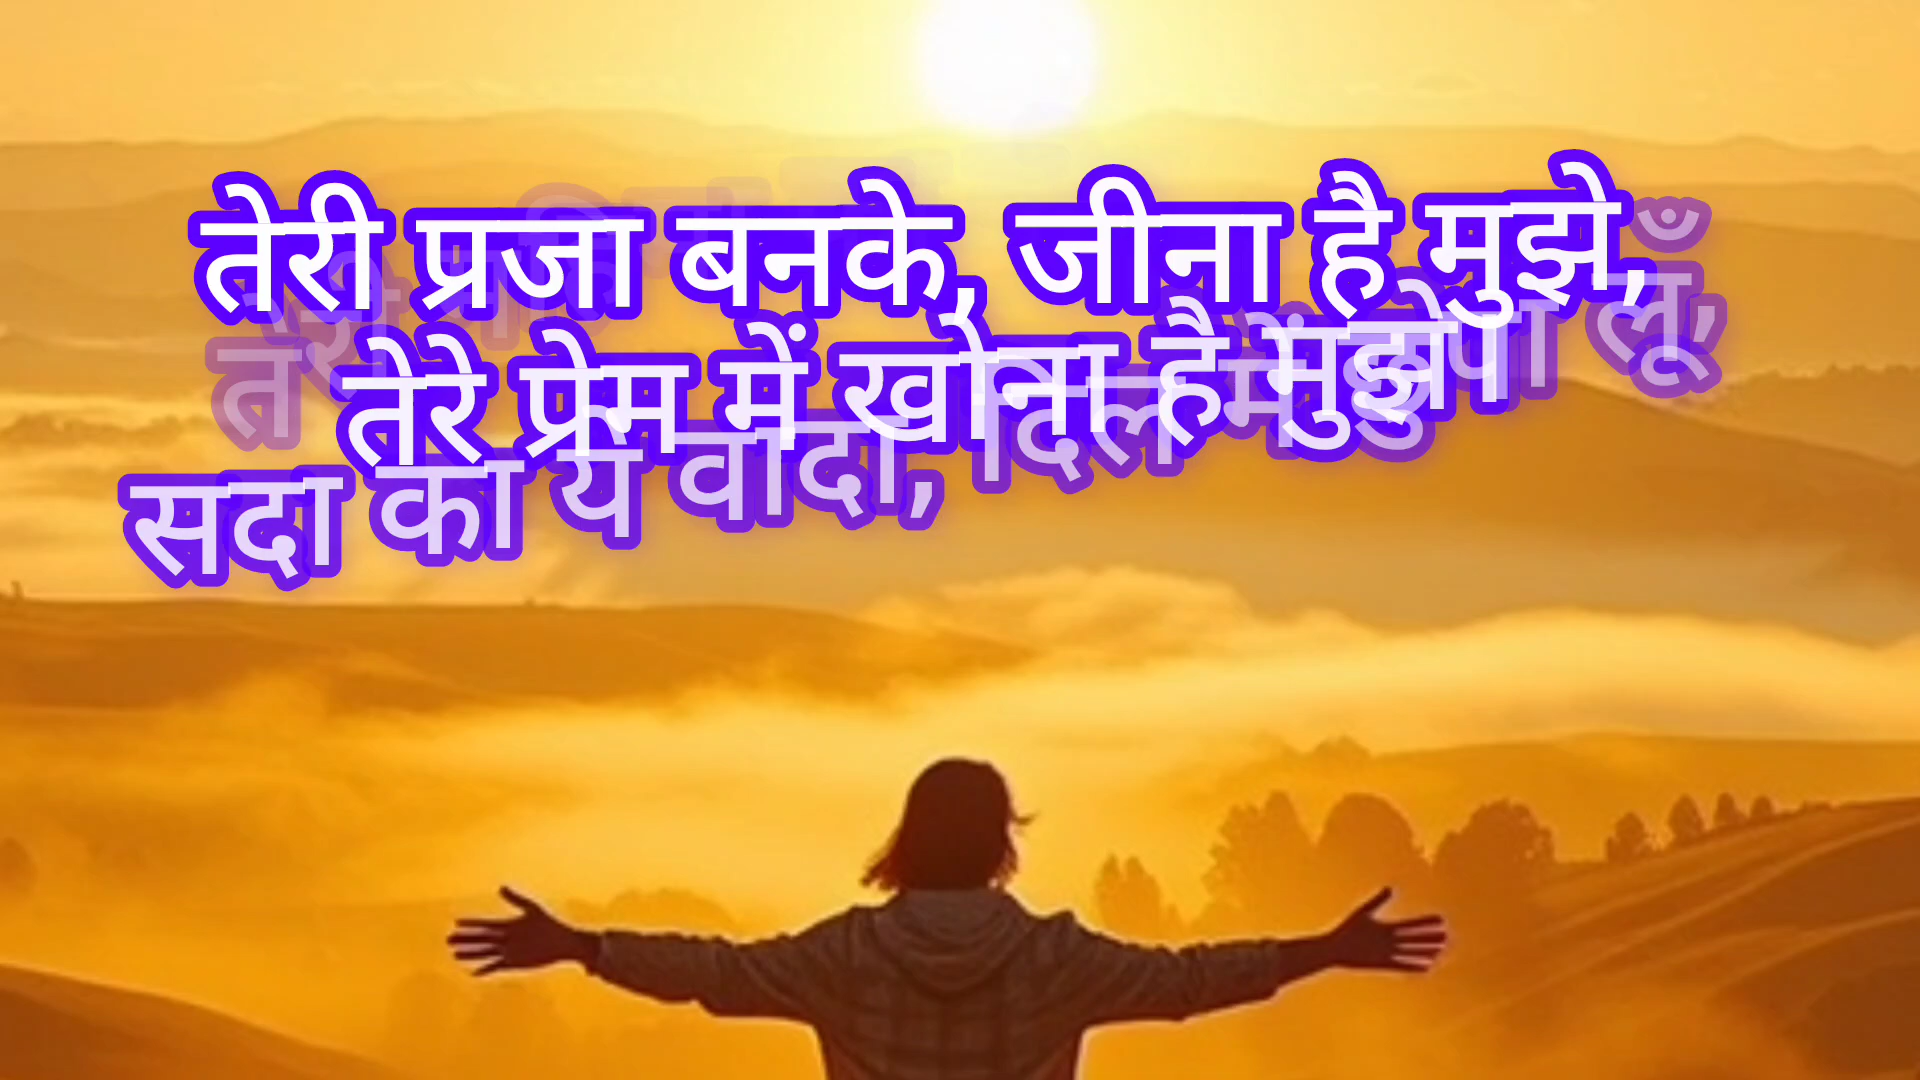 तेरी प्रजा बनके, जीना है मुझे,
तेरे प्रेम में खोना है मुझे।
सदा का ये वादा, दिल में छुपा लूँ,